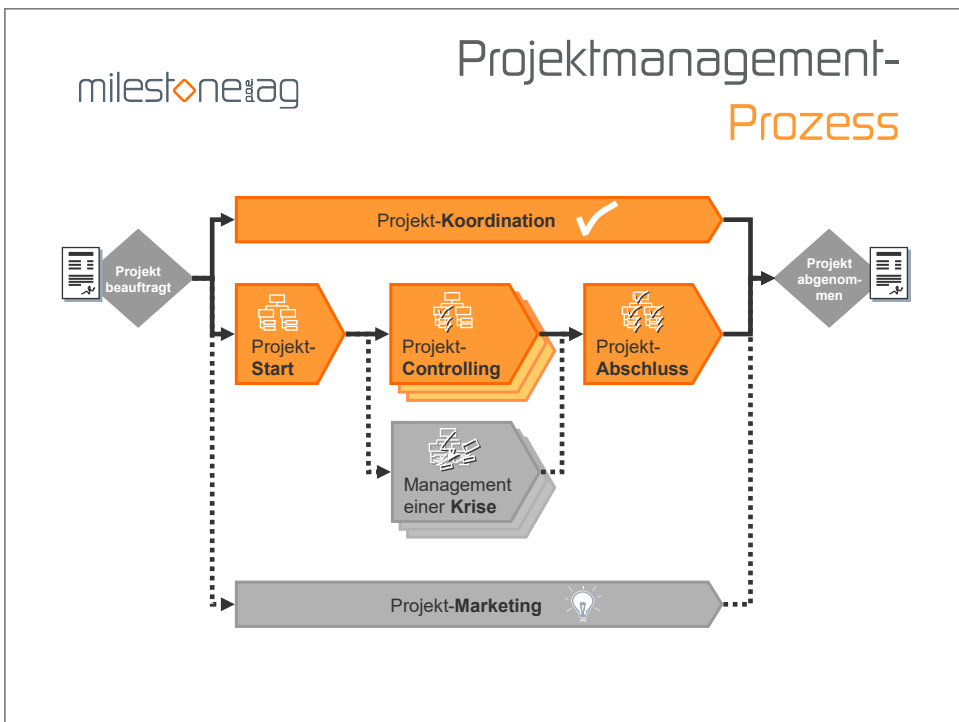 Projektmanagement-
Prozess
milestone p.o.e. ag
Projekt-Koordination
Projekt
beauftragt
Projekt
abgenom-
men
Projekt-
Start
Projekt-
Controlling
Projekt-
Abschluss
Management
einer Krise
Projekt-Marketing